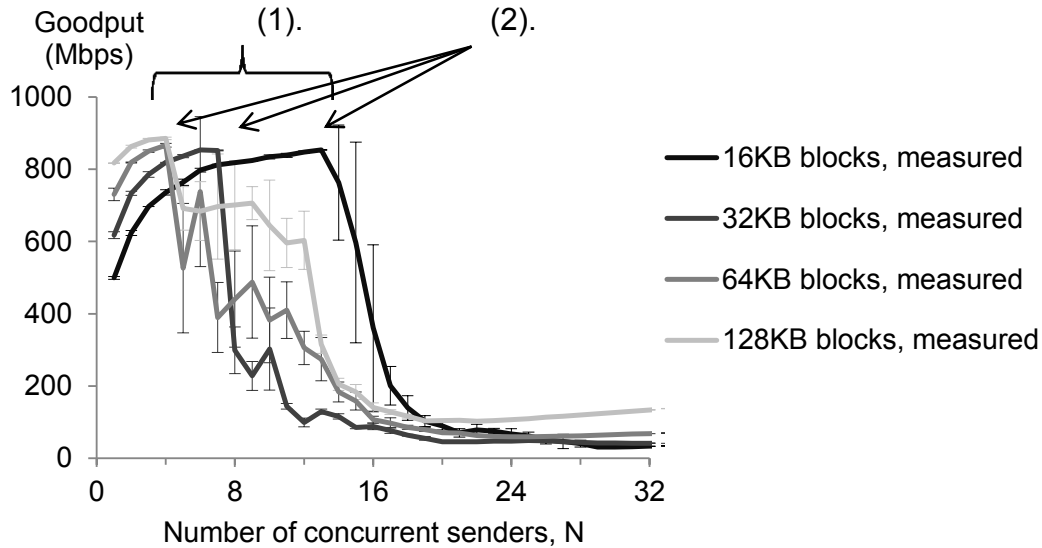 Goodput
(Mbps)
(1).
(2).
1000
800
600
400
200
0
0
8
16
24
32
Number of concurrent senders, N
16KB blocks, measured
32KB blocks, measured
64KB blocks, measured
128KB blocks, measured